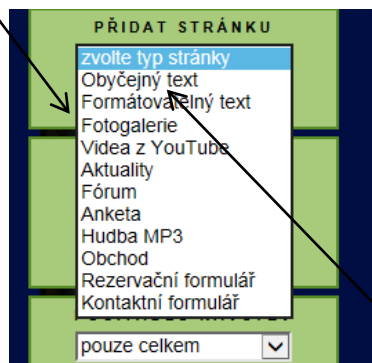 PŘIDAT STRÁNKU
zvolte typ stránky
Obyčejný text
Formátovatelný text
Fotogalerie
Videa z YouTube
Aktuality
Fórum
Anketa
Hudba MP3
Obchod
Rezervační formulář
Kontaktní formulář
pouze celkem